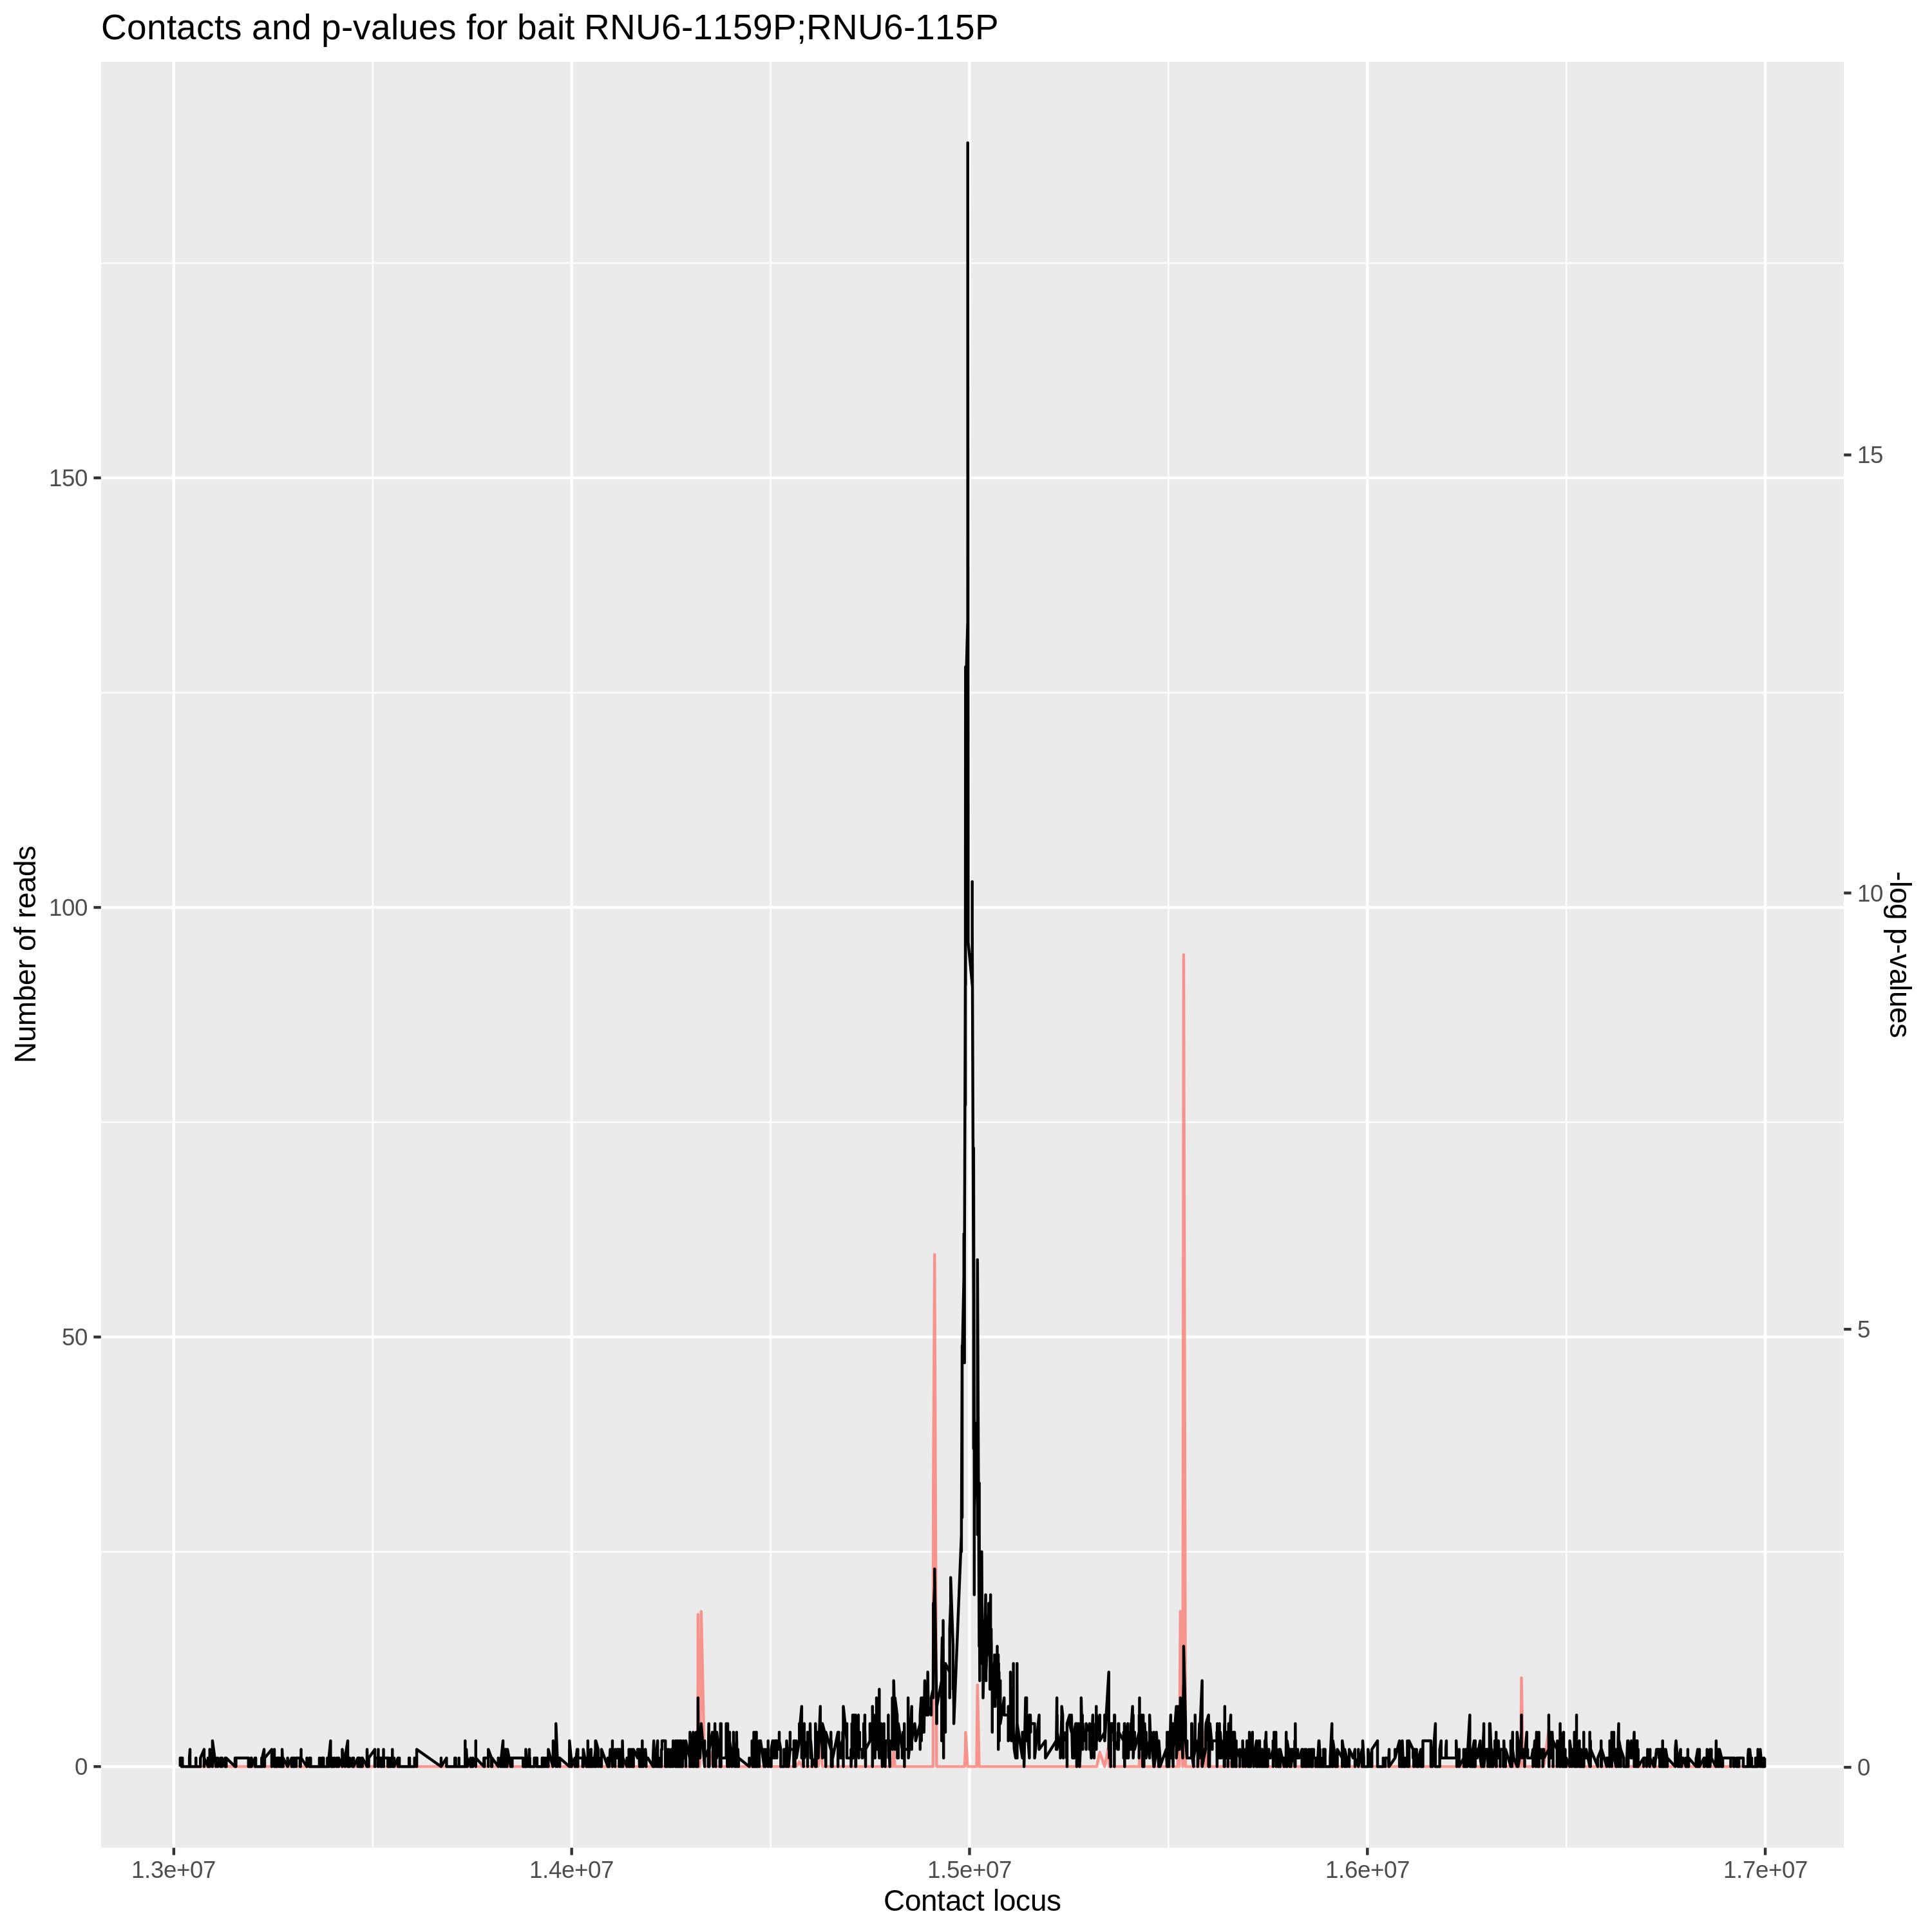 Contacts and p-values for bait RNU6-1159P;RNU6-115P
Number of reads
150
100
50
0
15
10
5
0
-log p-values
1.3e+07
1.4e+07
1.5e+07
1.6e+07
1.7e+07
Contact locus